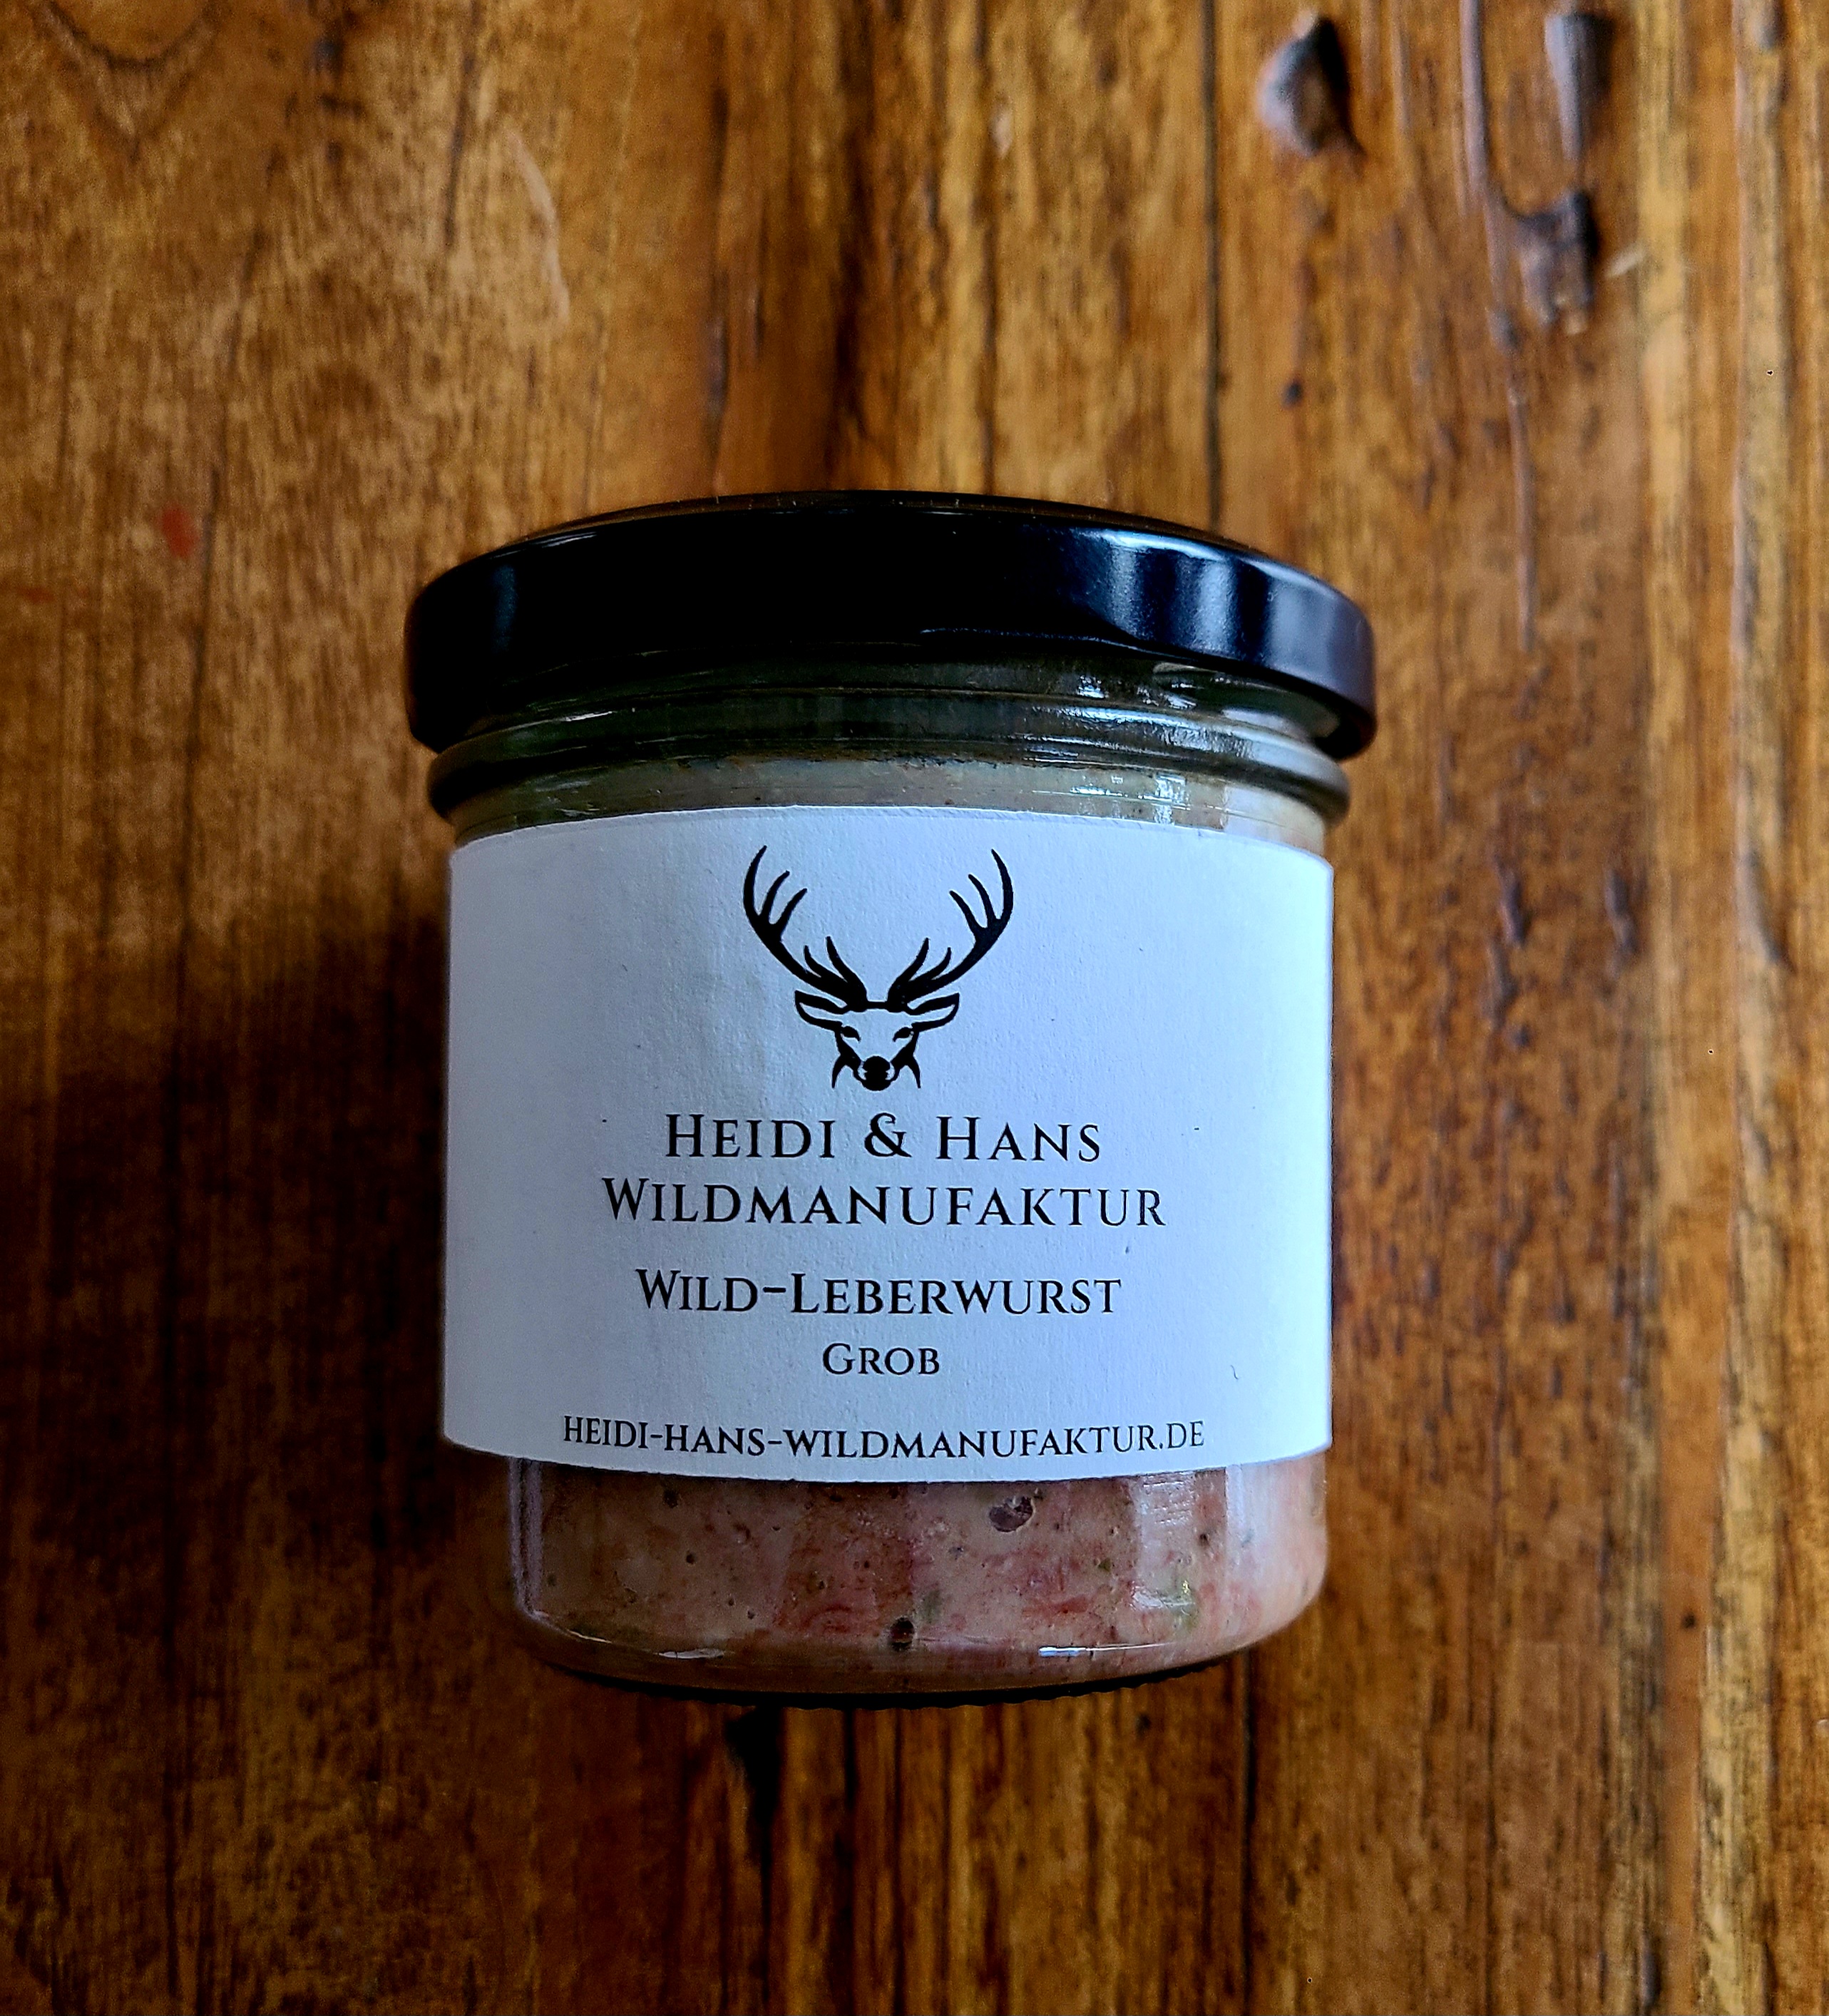 Heidi & Hans
Wildmanufaktur
Wild-Leberwurst
Grob
heidi-hans-wildmanufaktur.de